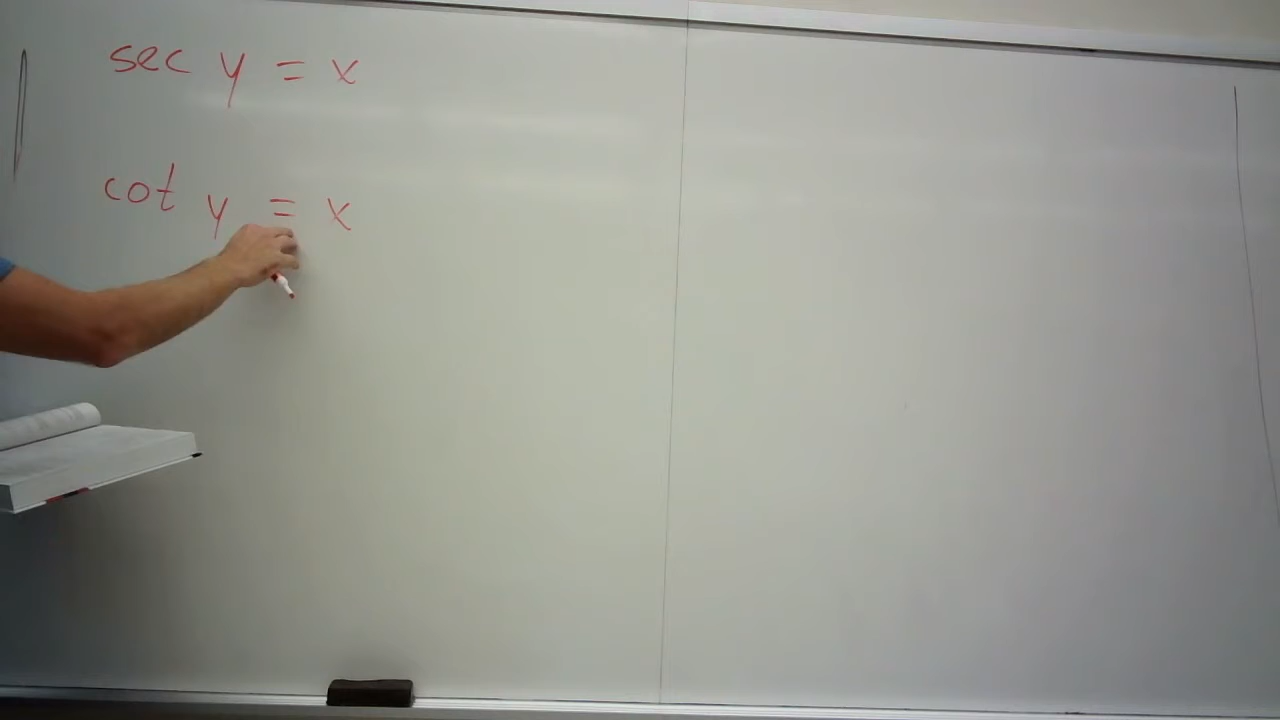 sec y = x
cot y = x